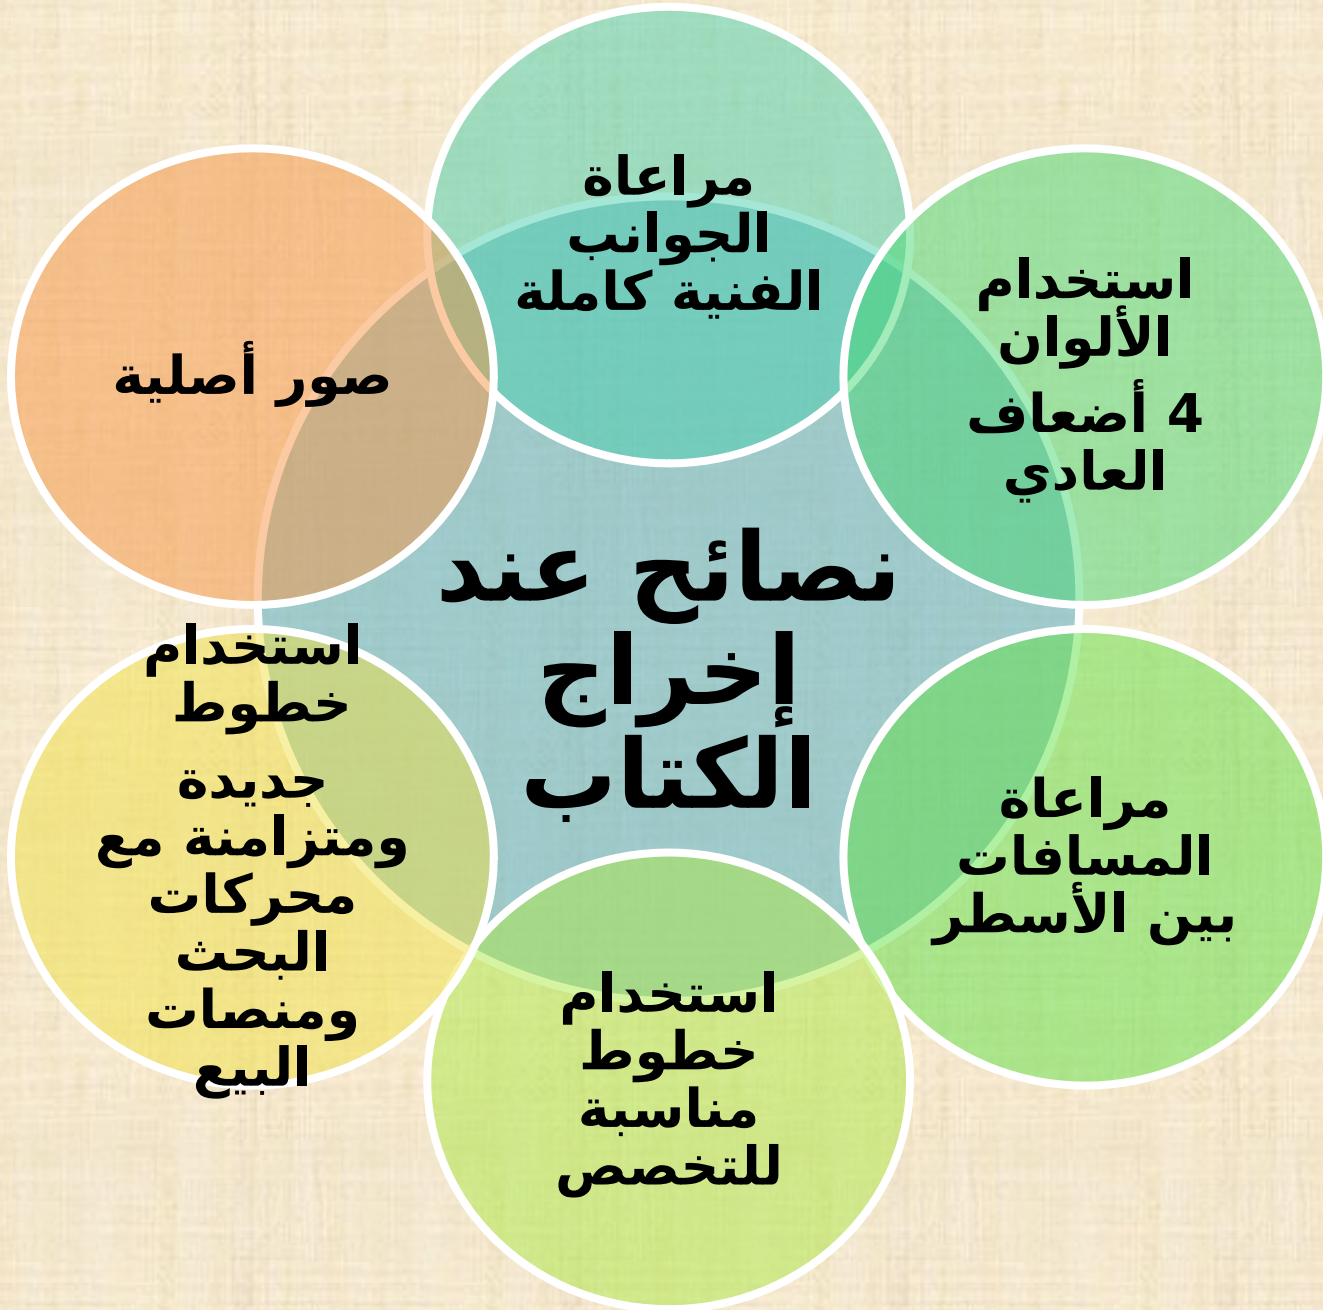 نصائح عند
إخراج
الكتاب
مراعاة
الجوانب
الفنية كاملة
استخدام
الألوان
4 أضعاف
العادي
مراعاة
المسافات
بين الأسطر
استخدام
خطوط
مناسبة
للتخصص
استخدام
خطوط
جديدة
ومتزامنة مع
محركات
البحث
ومنصات
البيع
صور أصلية